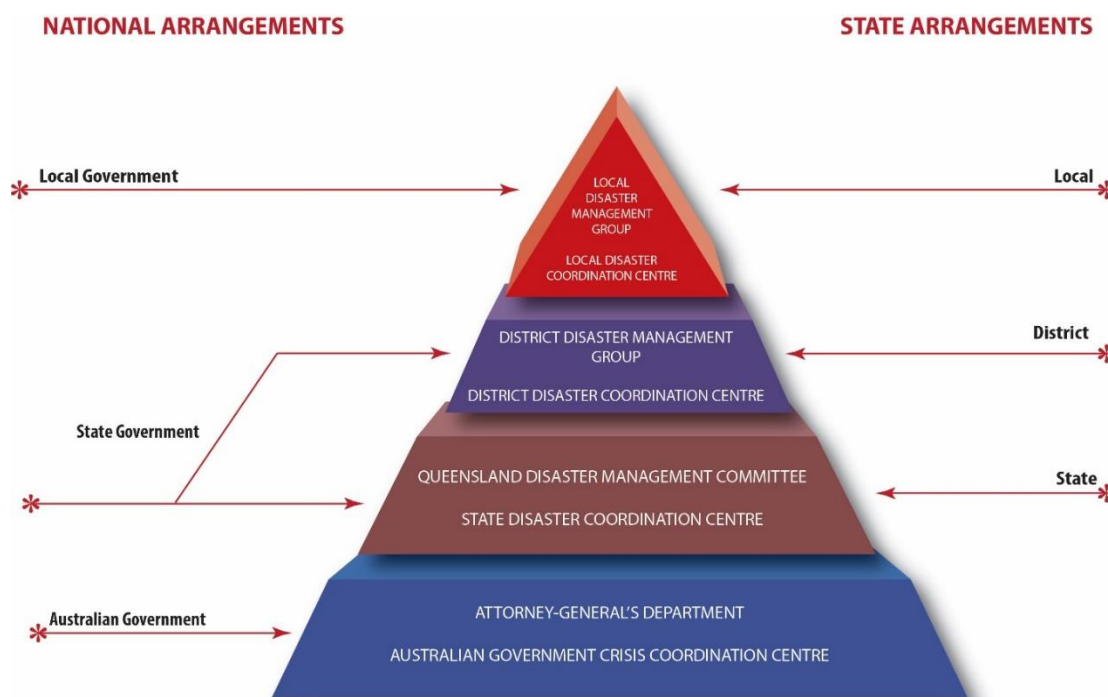 NATIONAL ARRANGEMENTS
STATE ARRANGEMENTS
Local Government
LOCAL
DISASTER
MANAGEMENT
GROUP
LOCAL DISASTER
COORDINATION CENTRE
Local
DISTRICT DISASTER MANAGEMENT
GROUP
DISTRICT DISASTER COORDINATION CENTRE
District
State Government
QUEENSLAND DISASTER MANAGEMENT COMMITTEE
STATE DISASTER COORDINATION CENTRE
State
Australian Government
ATTORNEY-GENERAL'S DEPARTMENT
AUSTRALIAN GOVERNMENT CRISIS COORDINATION CENTRE